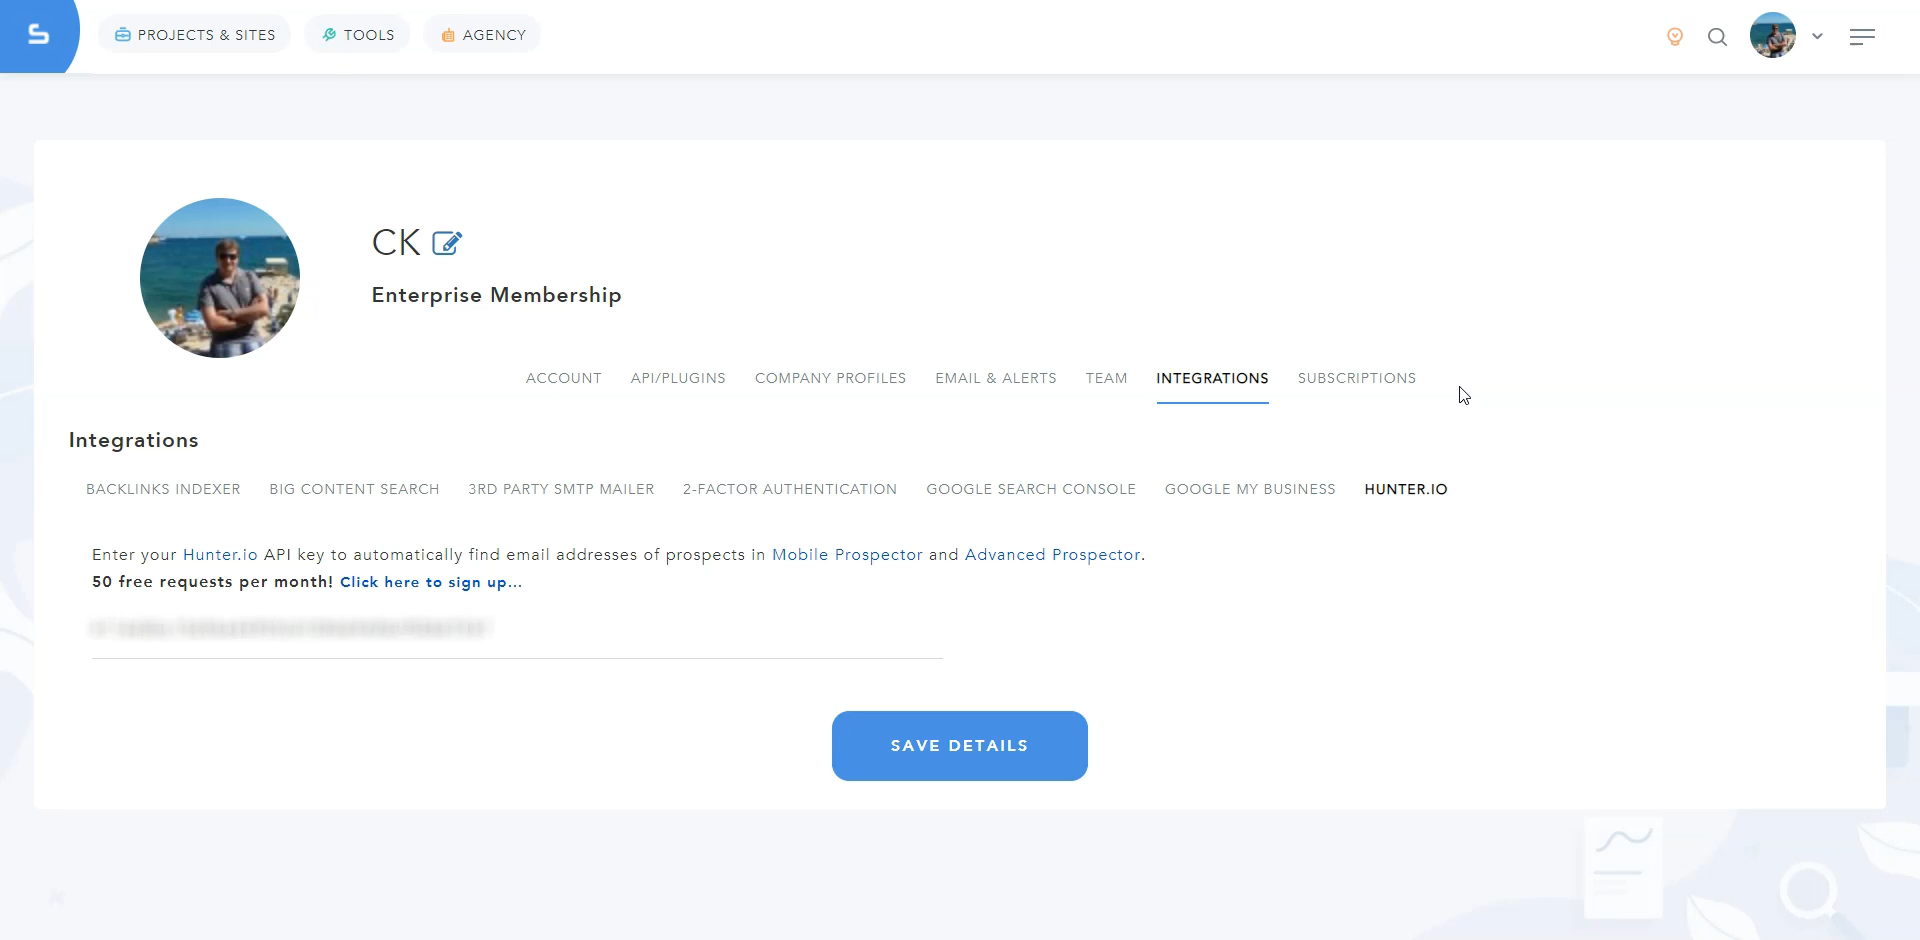 PROJECTS & SITES TOOLS AGENCY
CK
Enterprise Membership
ACCOUNT API/PLUGINS COMPANY PROFILES EMAIL & ALERTS TEAM INTEGRATIONS SUBSCRIPTIONS
Integrations
BACKLINKS INDEXER BIG CONTENT SEARCH 3RD PARTY SMTP MAILER 2-FACTOR AUTHENTICATION GOOGLE SEARCH CONSOLE GOOGLE MY BUSINESS HUNTER.IO
Enter your Hunter.io API key to automatically find email addresses of prospects in Mobile Prospector and Advanced Prospector.
50 free requests per month! Click here to sign up...
SAVE DETAILS